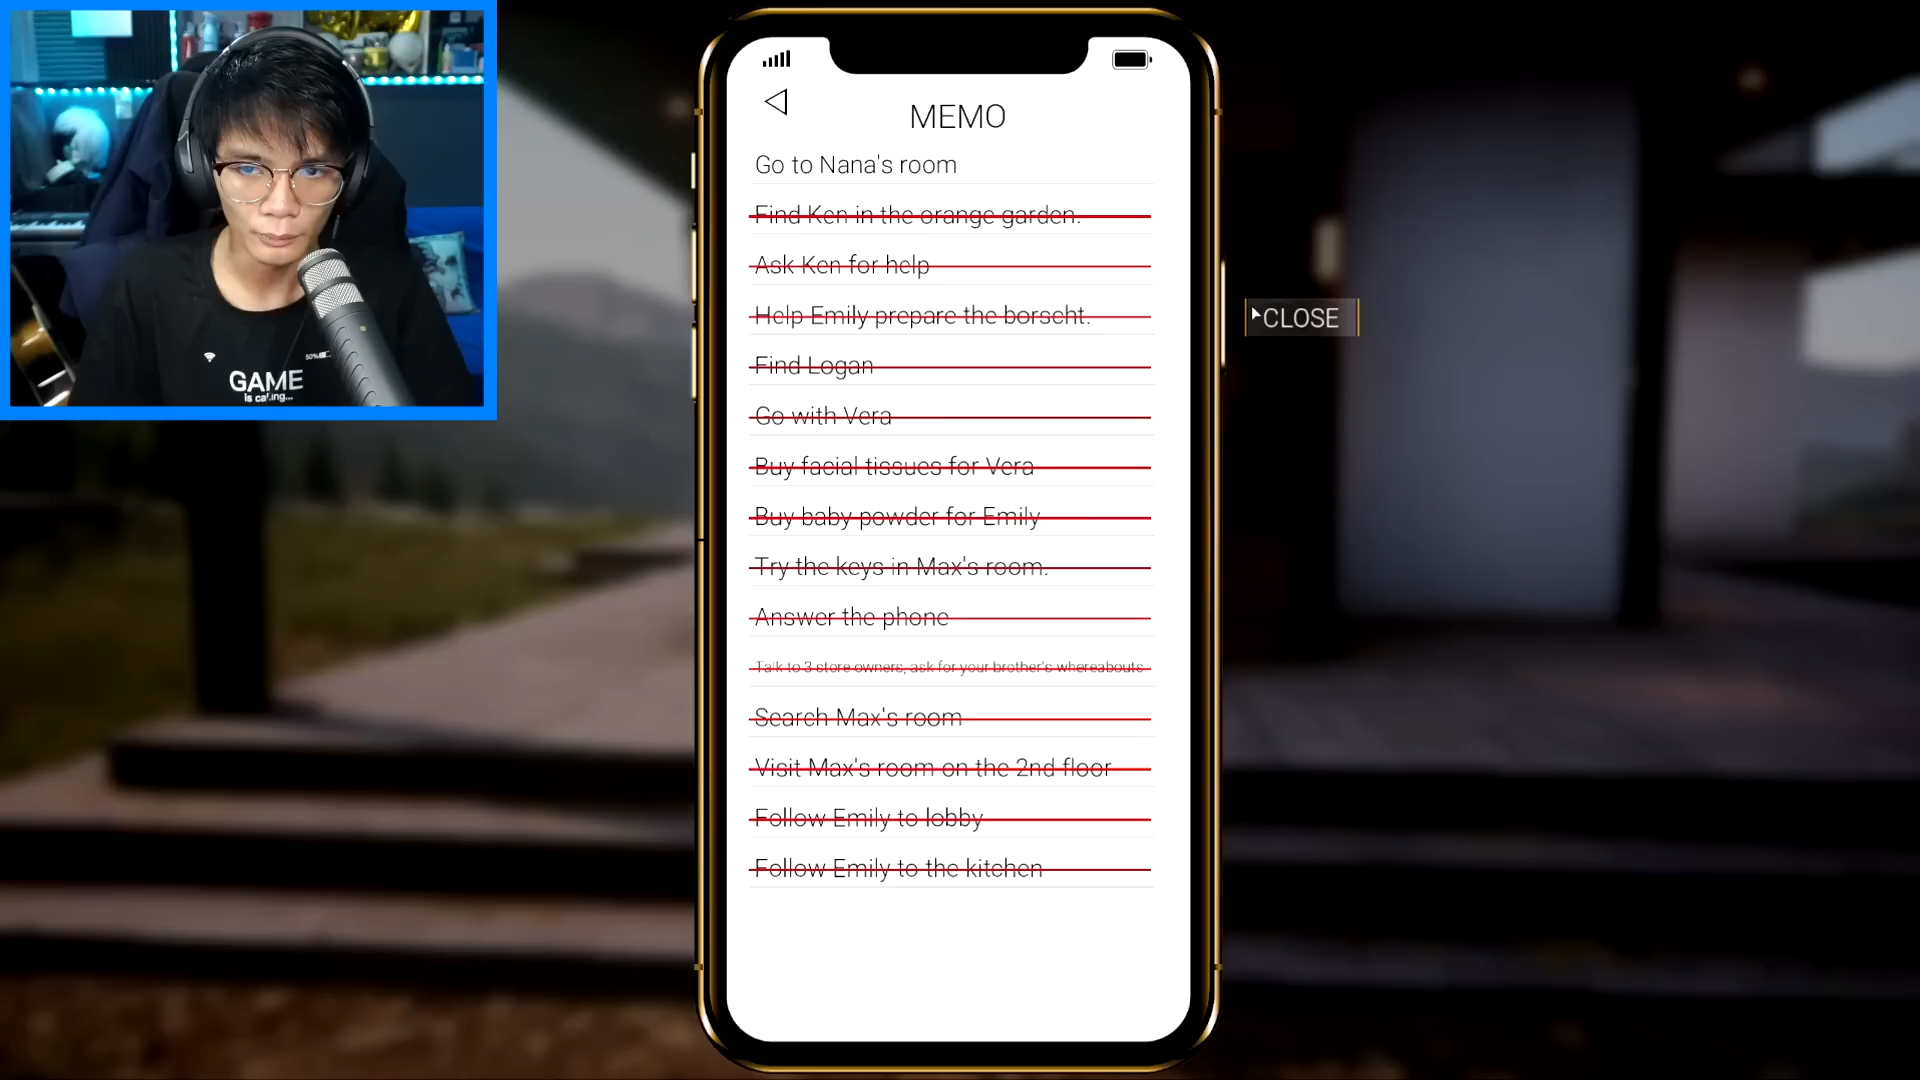 MEMO
Go to Nana's room
Find Ken in the orange garden.
Ask Ken for help
Help Emily prepare the borscht.
Find Logan
Go with Vera
Buy facial tissues for Vera
Buy baby powder for Emily
Try the keys in Max's room.
Answer the phone
Talk to 3 store owners, ask for your brother's whereabouts.
Search Max's room
Visit Max's room on the 2nd floor
Follow Emily to lobby
Follow Emily to the kitchen
CLOSE
50%
GAME
is calling...